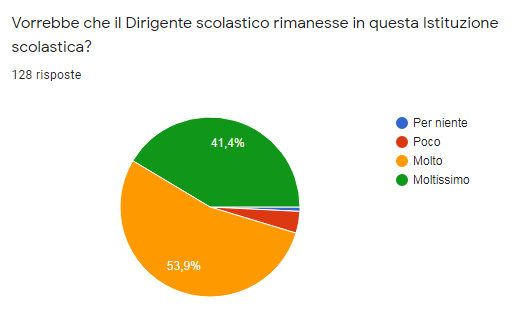 Vorrebbe che il Dirigente scolastico rimanesse in questa Istituzione
scolastica?
128 risposte
41,4%
53,9%
Per niente
Poco
Molto
Moltissimo